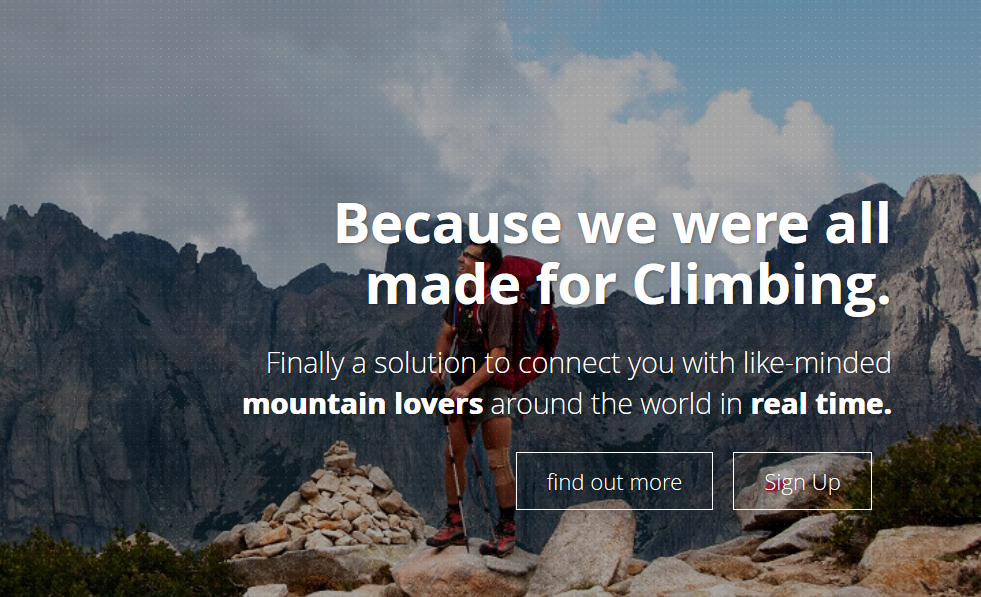 Because we were all
made for Climbing.
Finally a solution to connect you with like-minded
mountain lovers around the world in real time.
find out more
Sign Up